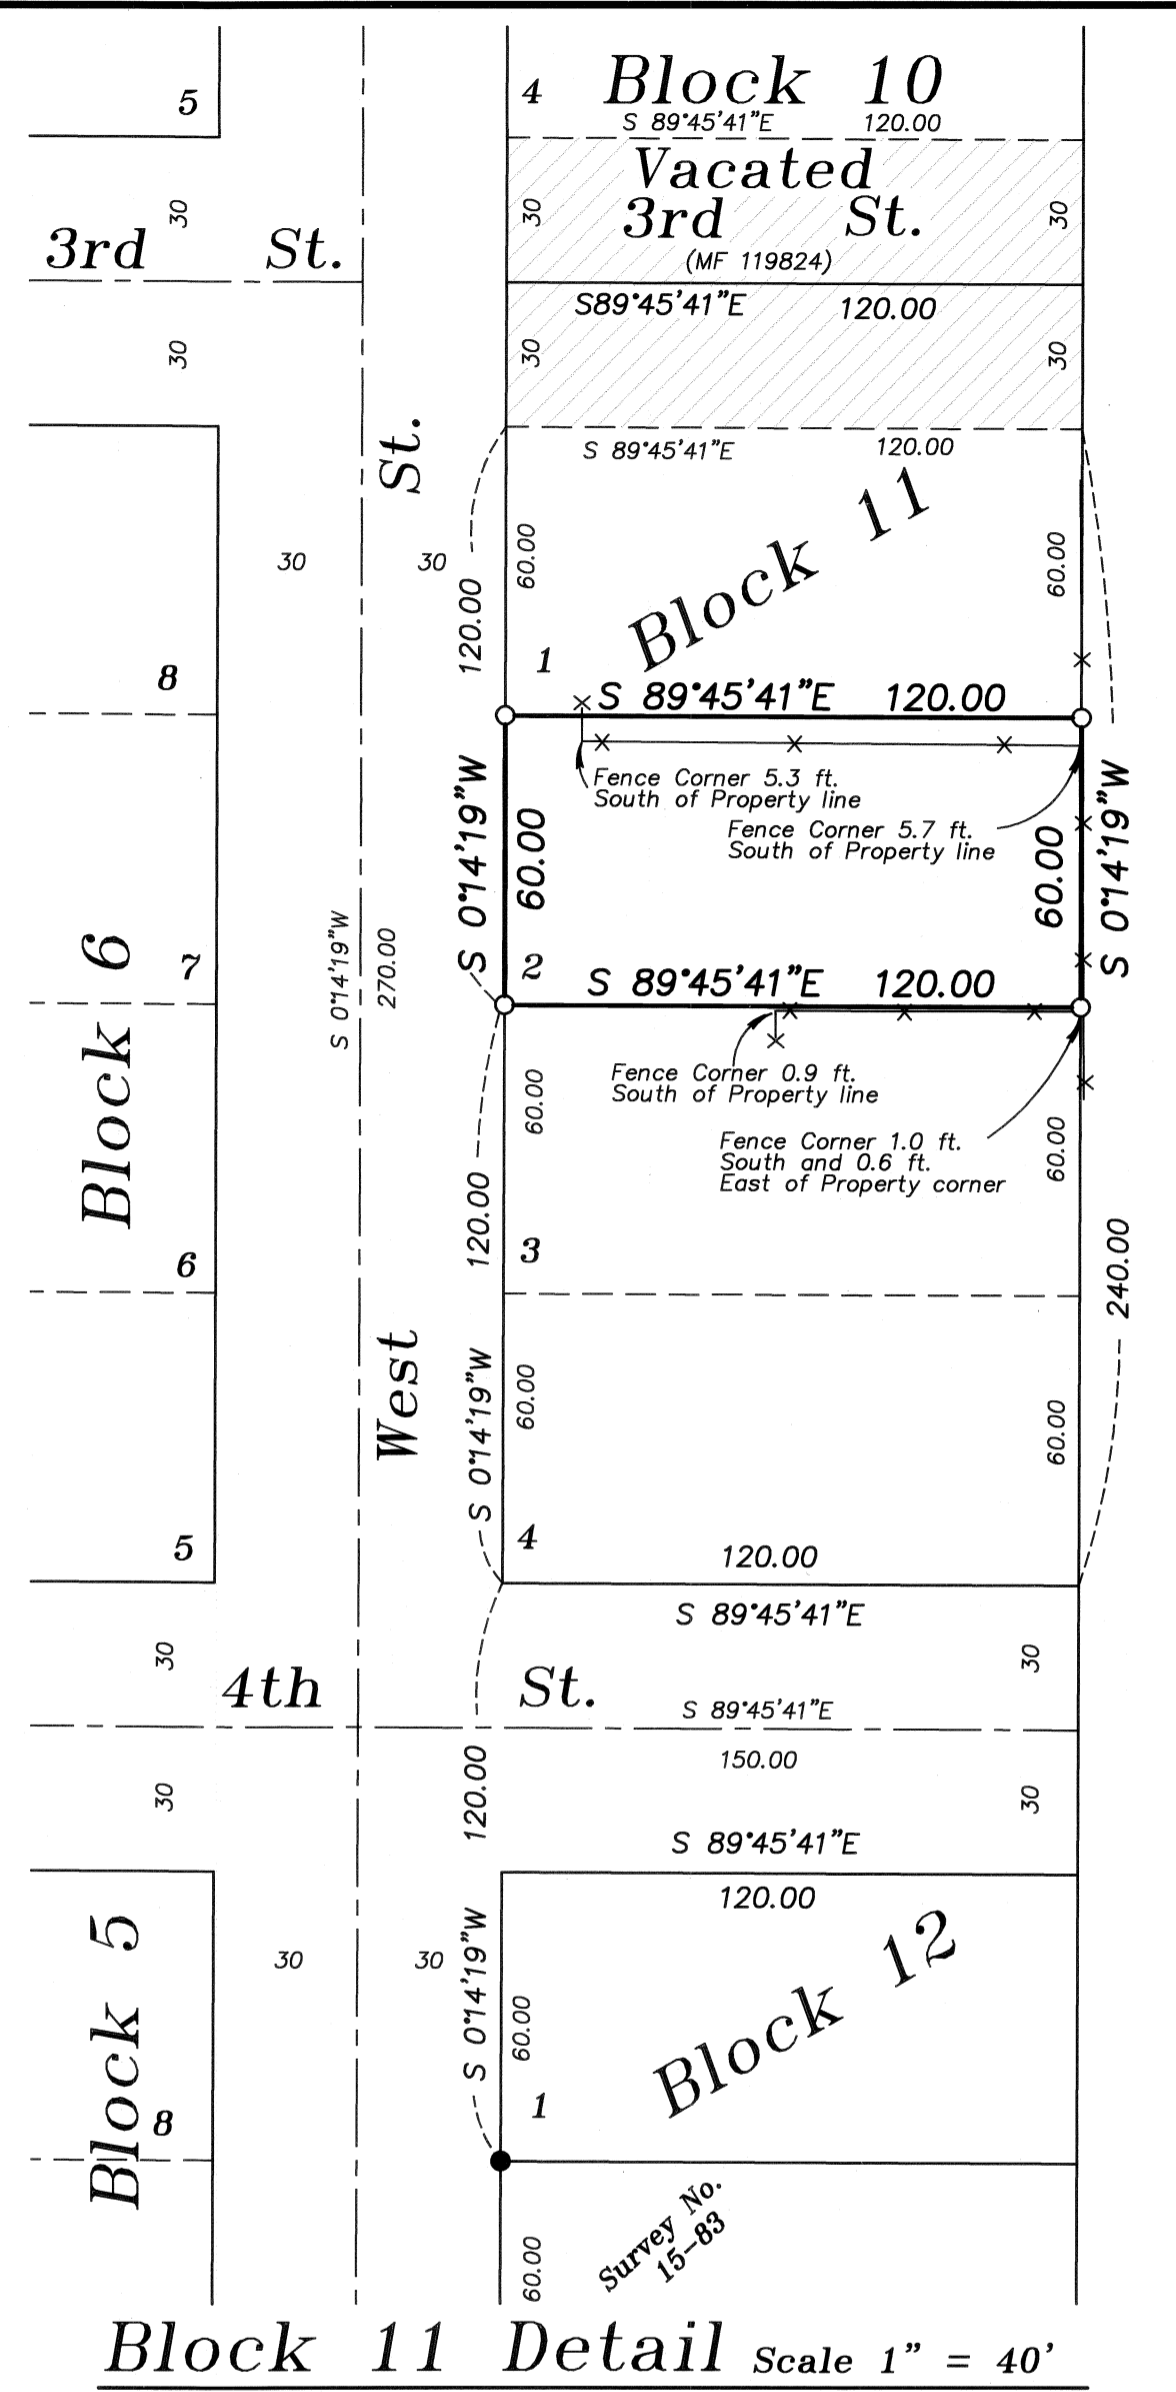 5
4
Block 10
S 89°45'41"E 120.00
Vacated
30
30
30
3rd St.
(MF 119824)
3rd St.
S89°45'41"E 120.00
30
30
30
S 89°45'41"E 120.00
St.
Block 11
30
30
120.00
60.00
60.00
8
1
S 89°45'41"E 120.00
Fence Corner 5.3 ft.
South of Property line
Fence Corner 5.7 ft.
South of Property line
S 0°14'19"W
60.00
60.00
S 0°14'19"W
Block 6
7
S 0°14'19"W
270.00
2
S 89°45'41"E 120.00
Fence Corner 0.9 ft.
South of Property line
60.00
Fence Corner 1.0 ft.
South and 0.6 ft.
East of Property corner
60.00
120.00
6
3
240.00
West
S 0°14'19"W
60.00
60.00
5
4
120.00
S 89°45'41"E
30
30
4th St.
S 89°45'41"E
150.00
30
120.00
30
S 89°45'41"E
120.00
Block 5
30
30
S 0°14'19"W
60.00
Block 12
8
1
Survey No.
15-83
60.00
Block 11 Detail Scale 1" = 40'